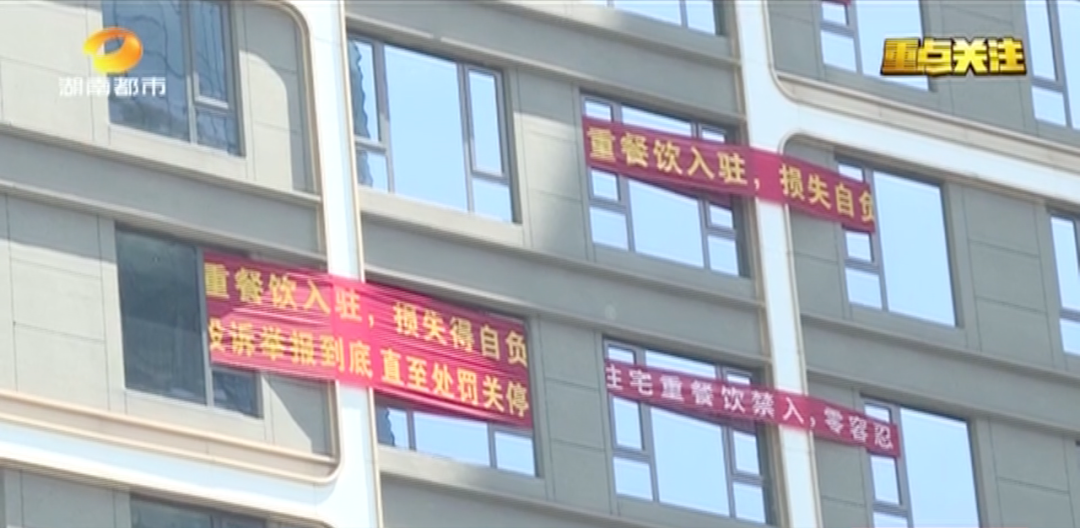 湖南都市
重点关注
重餐饮入驻，损失自负
重餐饮入驻，损失得自负
投诉举报到底 直至处罚关停
住宅重餐饮禁入，零容忍